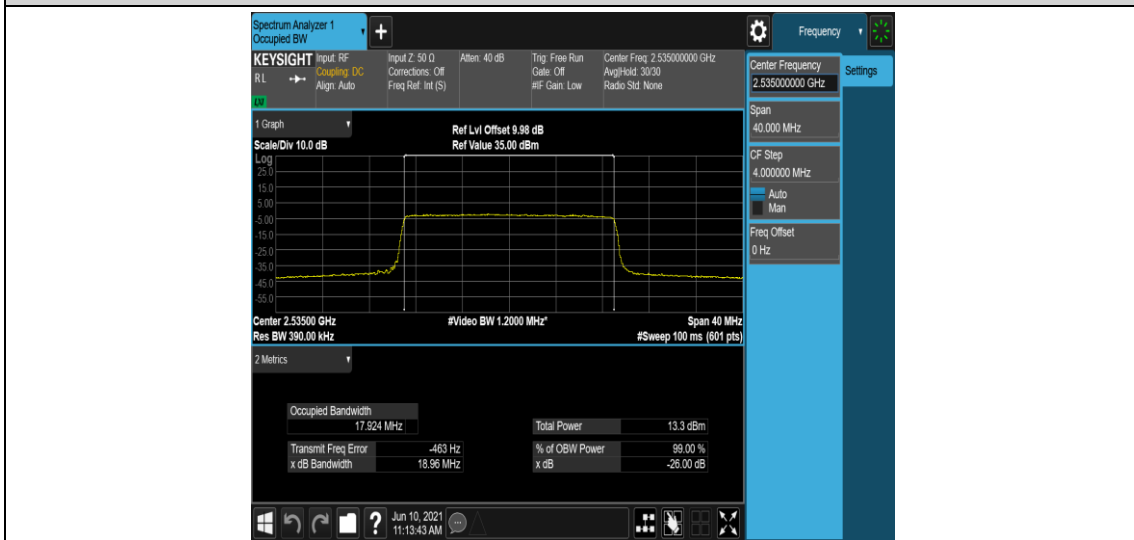 Spectrum Analyzer 1
Occupied BW
+
Frequency
KEYSIGHT
RL
Input: RF
Coupling: DC
Align: Auto
Input Z: 50 Ω
Corrections: Off
Freq Ref: Int (S)
Atten: 40 dB
Trig: Free Run
Gate: Off
#IF Gain: Low
Center Freq: 2.535000000 GHz
Avg|Hold: 30/30
Radio Std: None
1 Graph
Scale/Div 10.0 dB
Ref Lvl Offset 9.98 dB
Ref Value 35.00 dBm
Log
25.0
15.0
5.00
-5.00
-15.0
-25.0
-35.0
-45.0
-55.0
Center 2.53500 GHz
Res BW 390.00 kHz
#Video BW 1.2000 MHz*
Span 40 MHz
#Sweep 100 ms (601 pts)
2 Metrics
Occupied Bandwidth
17.924 MHz
Transmit Freq Error -463 Hz
x dB Bandwidth 18.96 MHz
Total Power 13.3 dBm
% of OBW Power 99.00 %
x dB -26.00 dB
Center Frequency
2.535000000 GHz
Settings
Span
40.000 MHz
CF Step
4.000000 MHz
Auto
Man
Freq Offset
0 Hz
?
Jun 10, 2021
11:13:43 AM